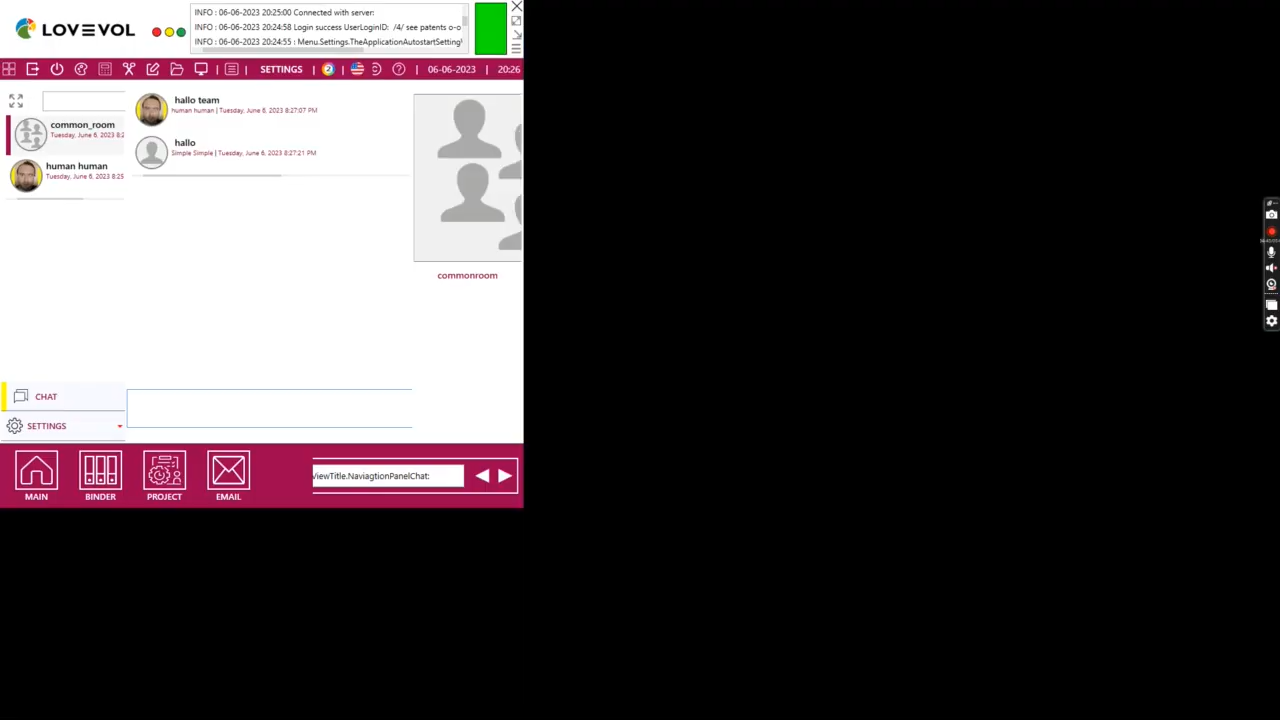 LOVEVOL
INFO : 06-06-2023 20:25:00 Connected with server:
INFO : 06-06-2023 20:24:58 Login success UserLoginID: /4/ see patents o-o
INFO : 06-06-2023 20:24:55 : Menu.Settings.TheApplicationAutostartSetting
| | SETTINGS | 2 | | 06-06-2023 | 20:26
common_room
Tuesday, June 6, 2023 8:2
human human
Tuesday, June 6, 2023 8:25
hallo team
human human | Tuesday, June 6, 2023 8:27:07 PM
hallo
Simple Simple | Tuesday, June 6, 2023 8:27:21 PM
commonroom
CHAT
SETTINGS
MAIN
BINDER
PROJECT
EMAIL
ViewTitle.NaviagtionPanelChat: